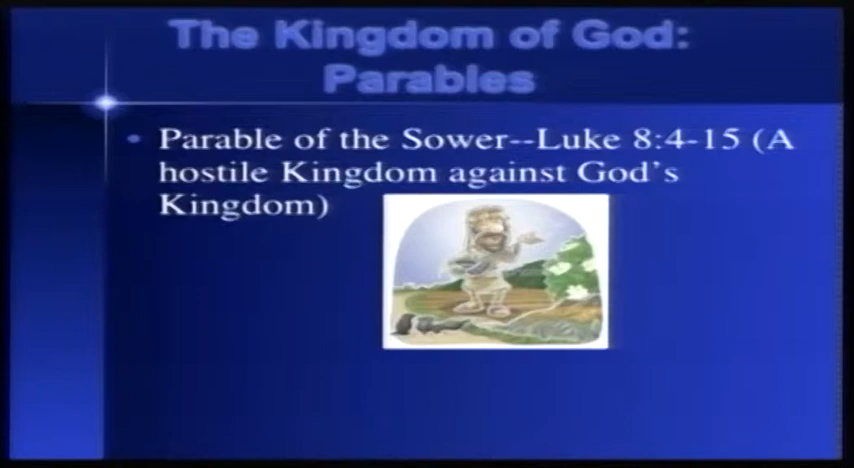 The Kingdom of God:
Parables
• Parable of the Sower--Luke 8:4-15 (A
hostile Kingdom against God's
Kingdom)